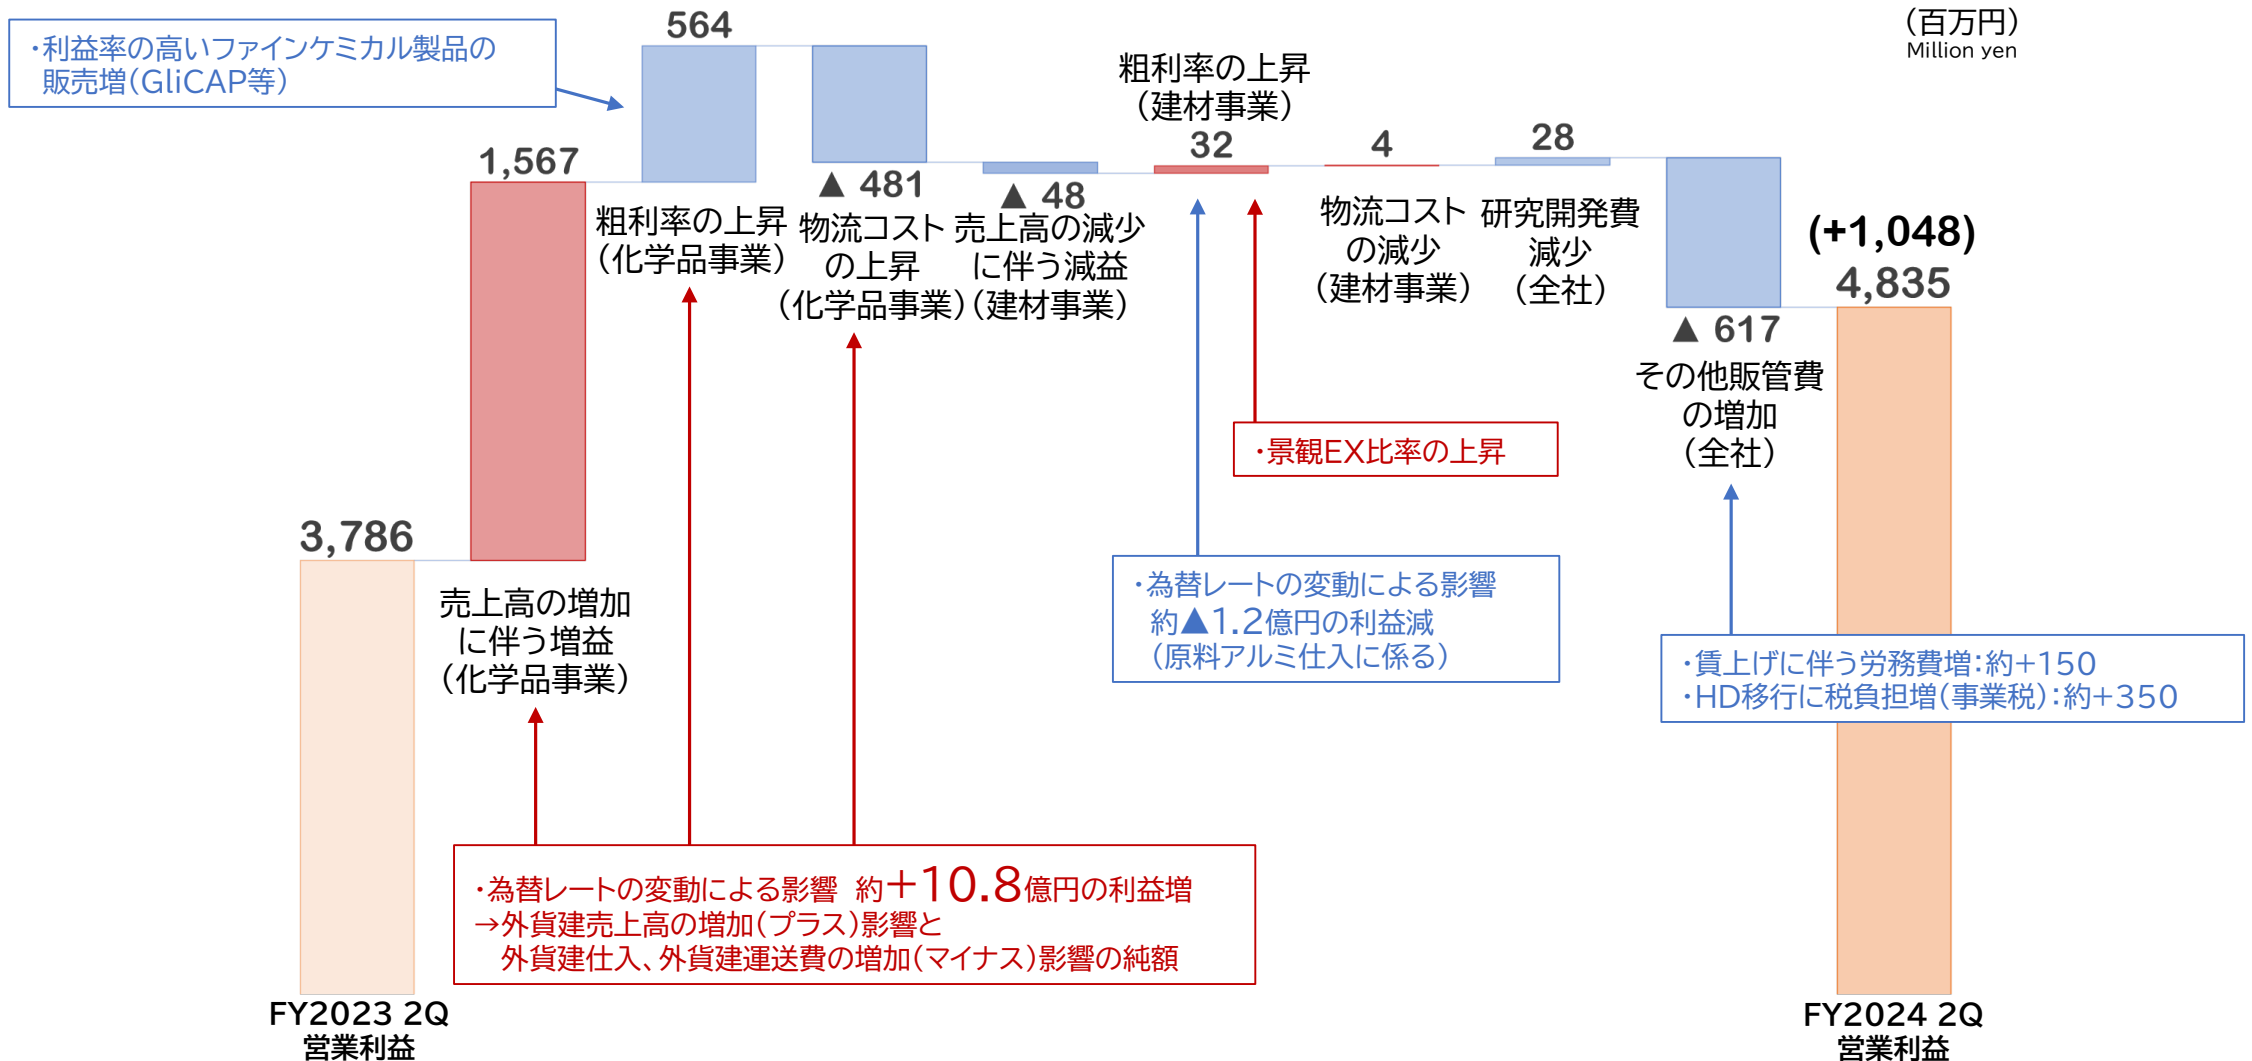 (百万円)
Million yen
・利益率の高いファインケミカル製品の
販売増(GliCAP等)
3,786
FY2023 2Q
営業利益
1,567
売上高の増加
に伴う増益
(化学品事業)
564
粗利率の上昇
(化学品事業)
▲ 481
物流コスト
の上昇
(化学品事業)
▲ 48
売上高の減少
に伴う減益
(建材事業)
粗利率の上昇
(建材事業)
32
4
物流コスト
の減少
(建材事業)
28
研究開発費
減少
(全社)
▲ 617
その他販管費
の増加
(全社)
(+1,048)
4,835
FY2024 2Q
営業利益
・景観EX比率の上昇
・為替レートの変動による影響
約▲1.2億円の利益減
(原料アルミ仕入に係る)
・賃上げに伴う労務費増:約+150
・HD移行に税負担増(事業税):約+350
・為替レートの変動による影響 約+10.8億円の利益増
→外貨建売上高の増加(プラス)影響と
外貨建仕入、外貨建運送費の増加(マイナス)影響の純額